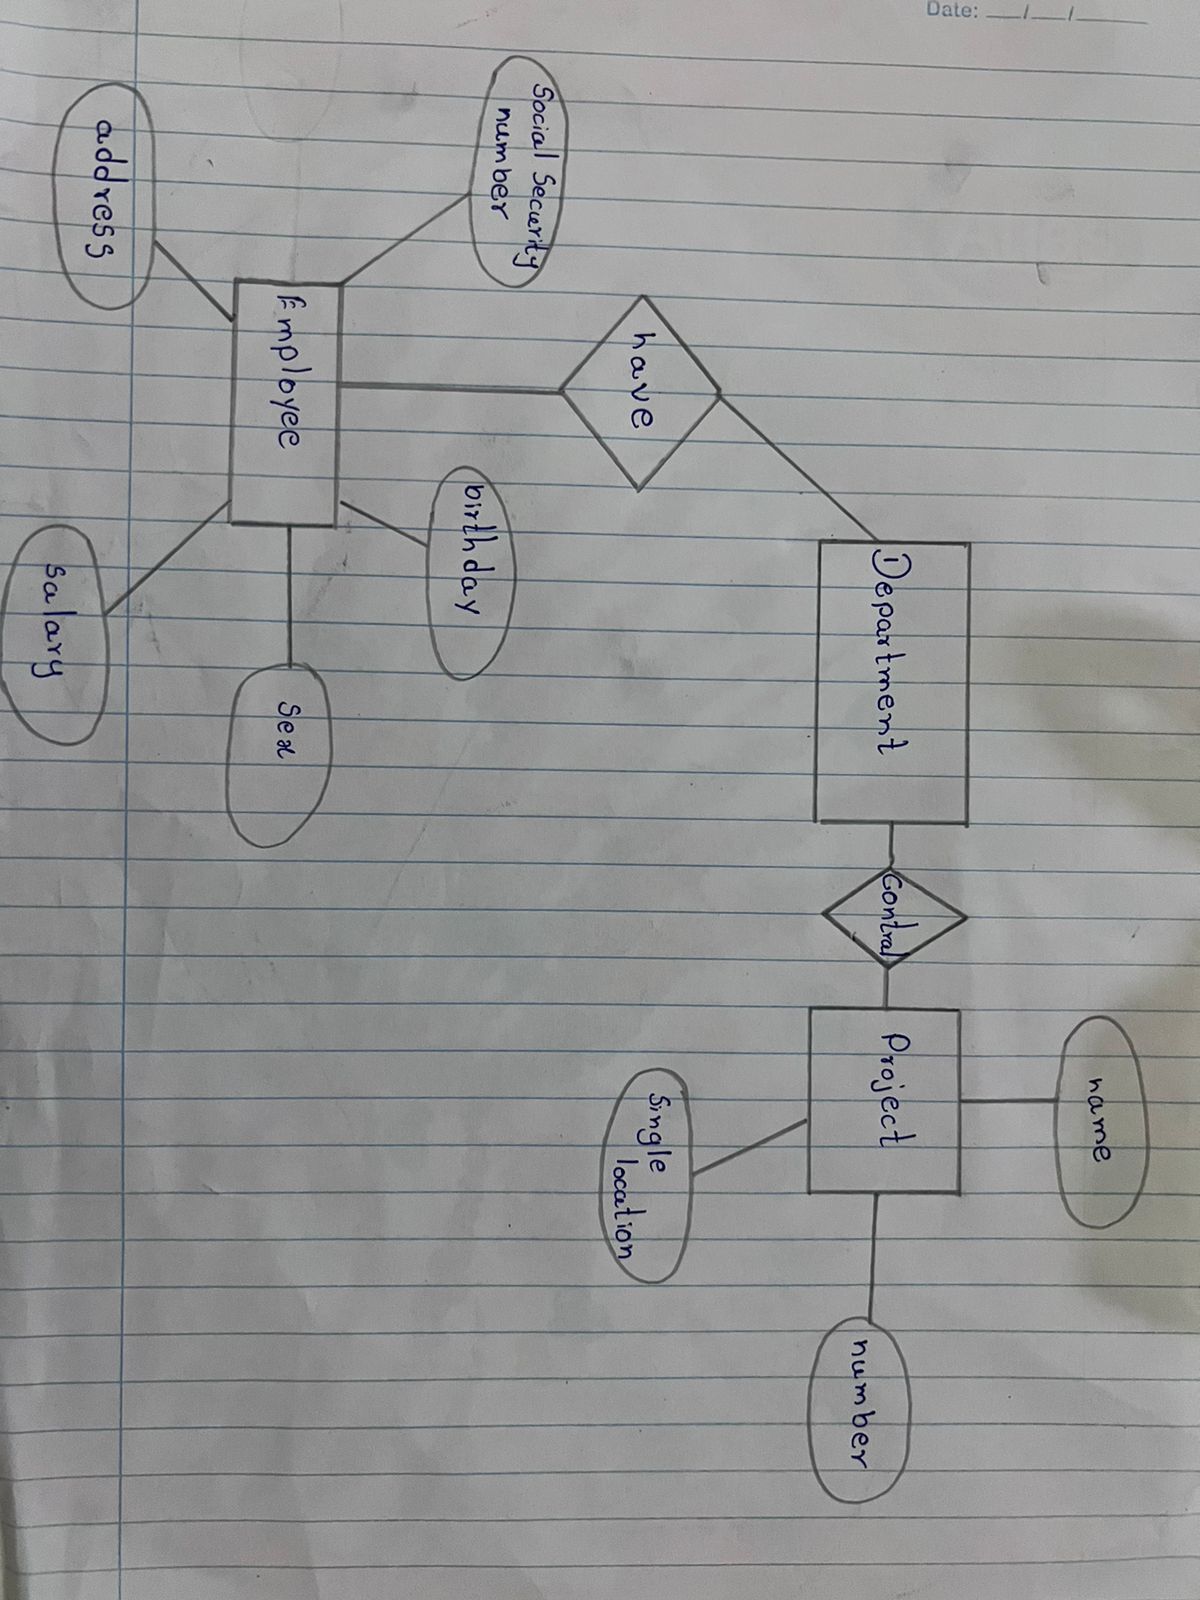 Date: __/__/____
name
Department
Contral
Project
number
have
Single
location
Social Security
number
birthday
Employee
Sex
address
Salary